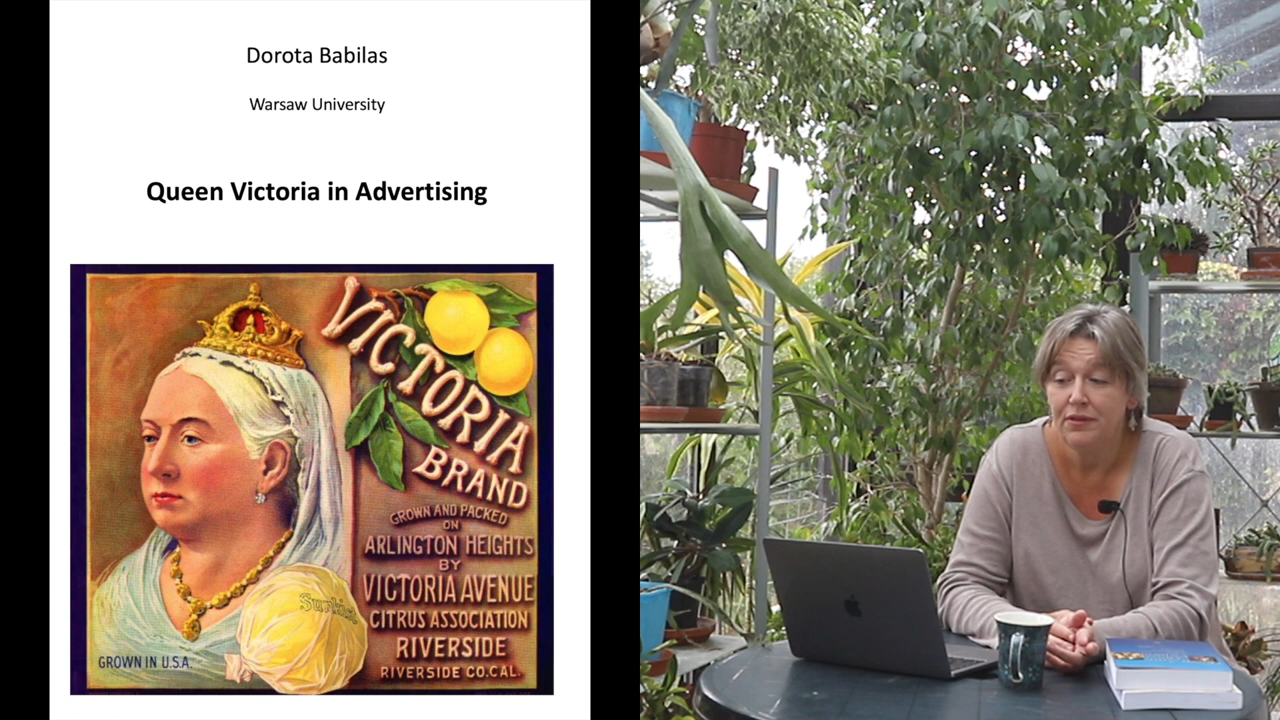 Dorota Babilas
Warsaw University
Queen Victoria in Advertising
VICTORIA
BRAND
GROWN AND PACKED
ON
ARLINGTON HEIGHTS
BY
VICTORIA AVENUE
CITRUS ASSOCIATION
RIVERSIDE
RIVERSIDE CO. CAL.
Sunkist
GROWN IN U.S.A.